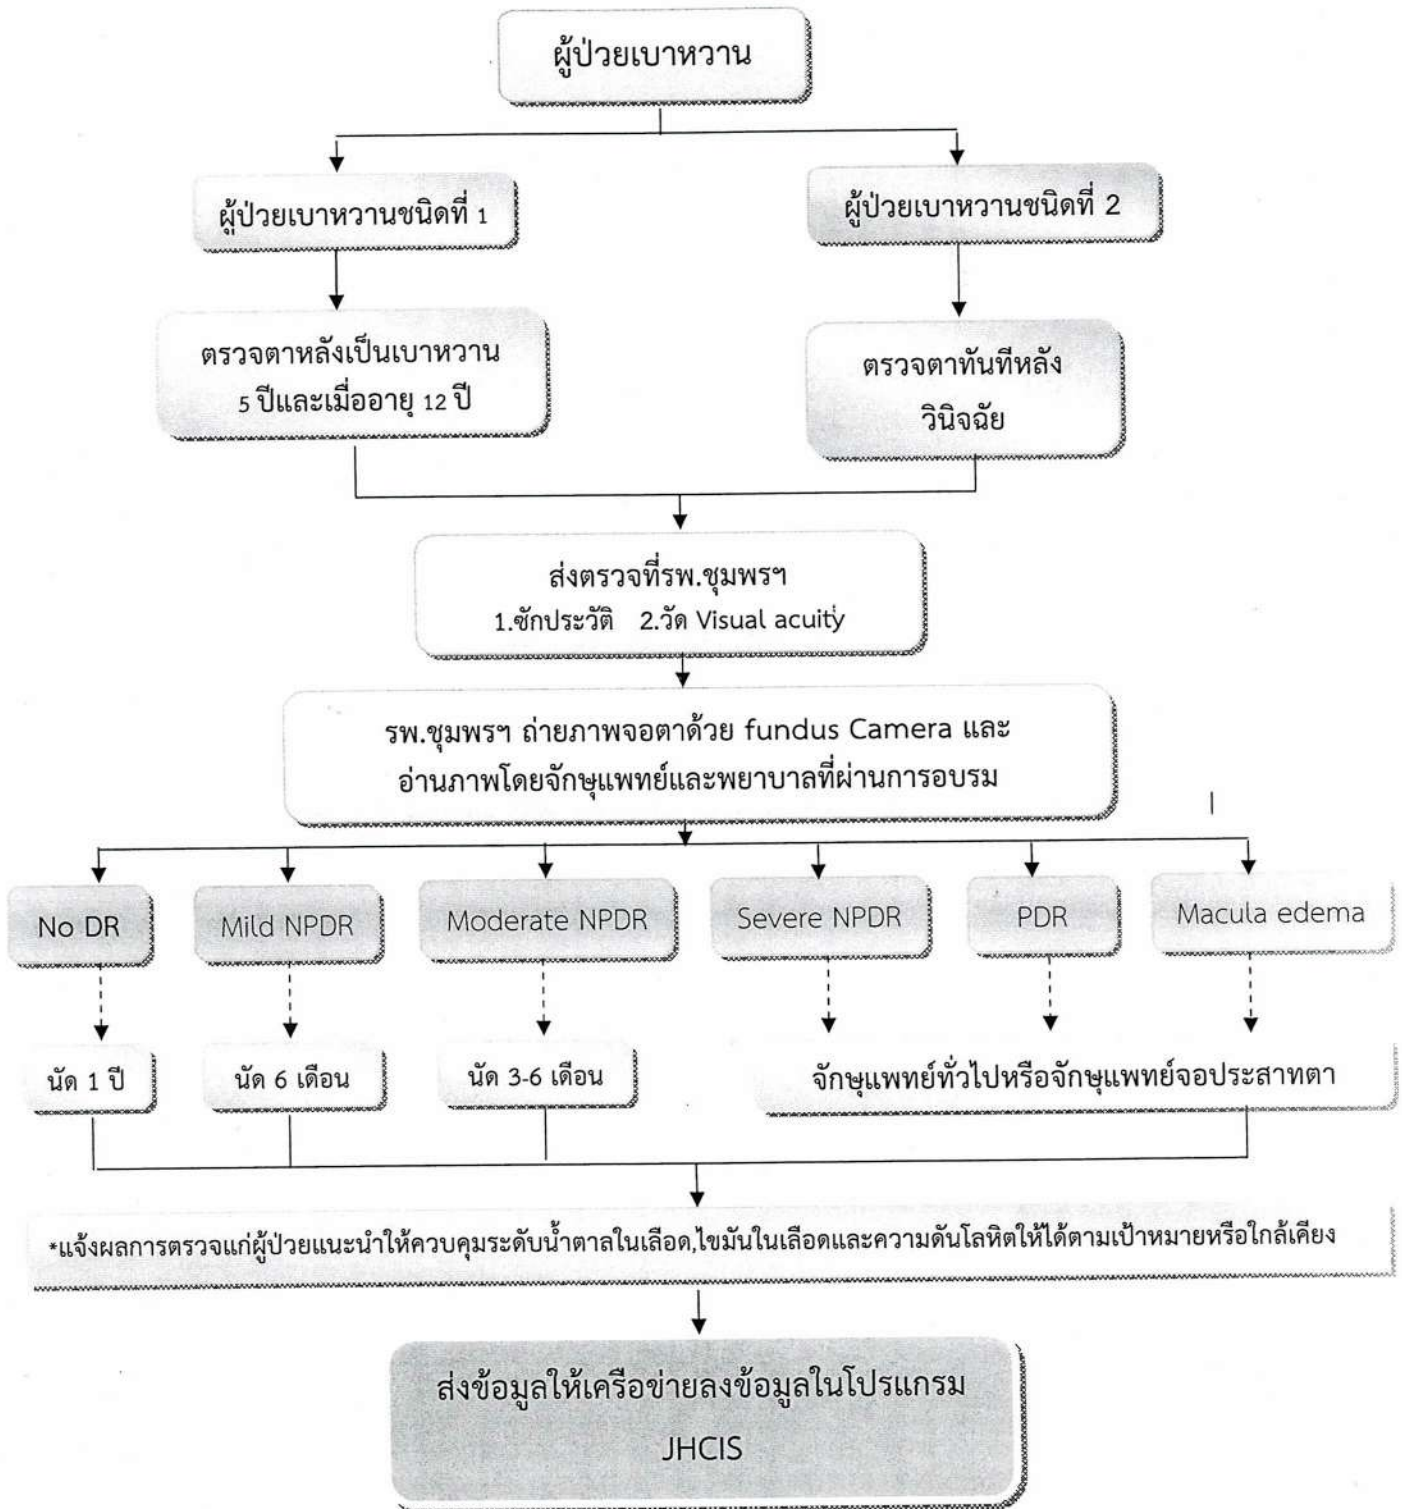 ผู้ป่วยเบาหวาน
ผู้ป่วยเบาหวานชนิดที่ 1
ผู้ป่วยเบาหวานชนิดที่ 2
ตรวจตาหลังเป็นเบาหวาน
5 ปีและเมื่ออายุ 12 ปี
ตรวจตาทันทีหลัง
วินิจฉัย
ส่งตรวจที่รพ.ชุมพรฯ
1.ซักประวัติ 2.วัด Visual acuity
รพ.ชุมพรฯ ถ่ายภาพจอตาด้วย fundus Camera และ
อ่านภาพโดยจักษุแพทย์และพยาบาลที่ผ่านการอบรม
No DR
Mild NPDR
Moderate NPDR
Severe NPDR
PDR
Macula edema
นัด 1 ปี
นัด 6 เดือน
นัด 3-6 เดือน
จักษุแพทย์ทั่วไปหรือจักษุแพทย์จอประสาทตา
*แจ้งผลการตรวจแก่ผู้ป่วยแนะนำให้ควบคุมระดับน้ำตาลในเลือด,ไขมันในเลือดและความดันโลหิตให้ได้ตามเป้าหมายหรือใกล้เคียง
ส่งข้อมูลให้เครือข่ายลงข้อมูลในโปรแกรม
JHCIS